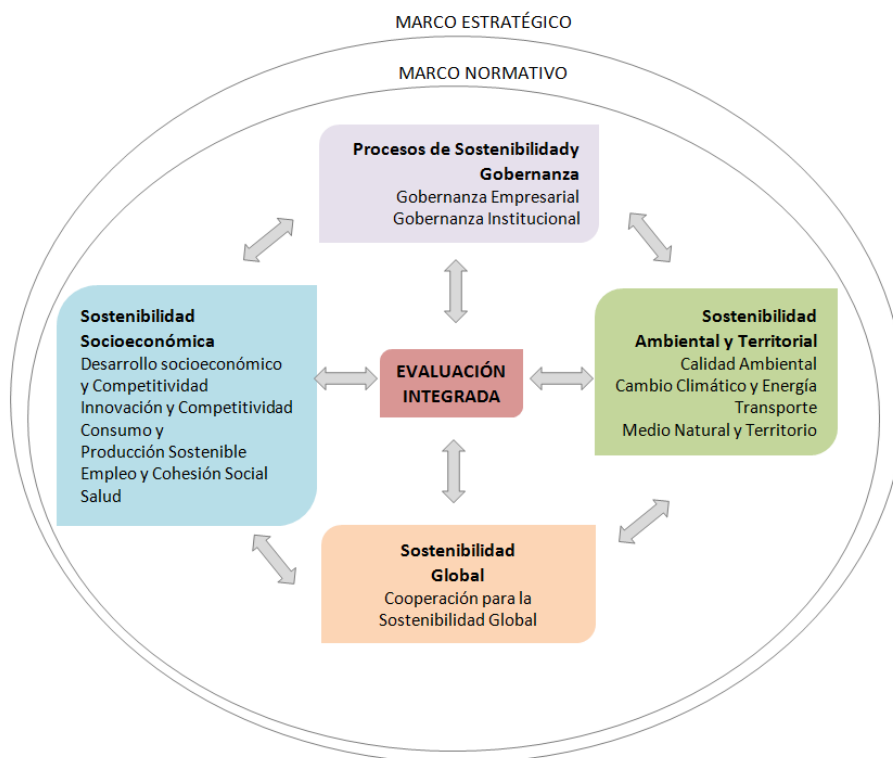 MARCO ESTRATÉGICO
MARCO NORMATIVO
Procesos de Sostenibilidady
Gobernanza
Gobernanza Empresarial
Gobernanza Institucional
Sostenibilidad
Socioeconómica
Desarrollo socioeconómico
y Competitividad
Innovación y Competitividad
Consumo y
Producción Sostenible
Empleo y Cohesión Social
Salud
EVALUACIÓN
INTEGRADA
Sostenibilidad
Ambiental y Territorial
Calidad Ambiental
Cambio Climático y Energía
Transporte
Medio Natural y Territorio
Sostenibilidad
Global
Cooperación para la
Sostenibilidad Global